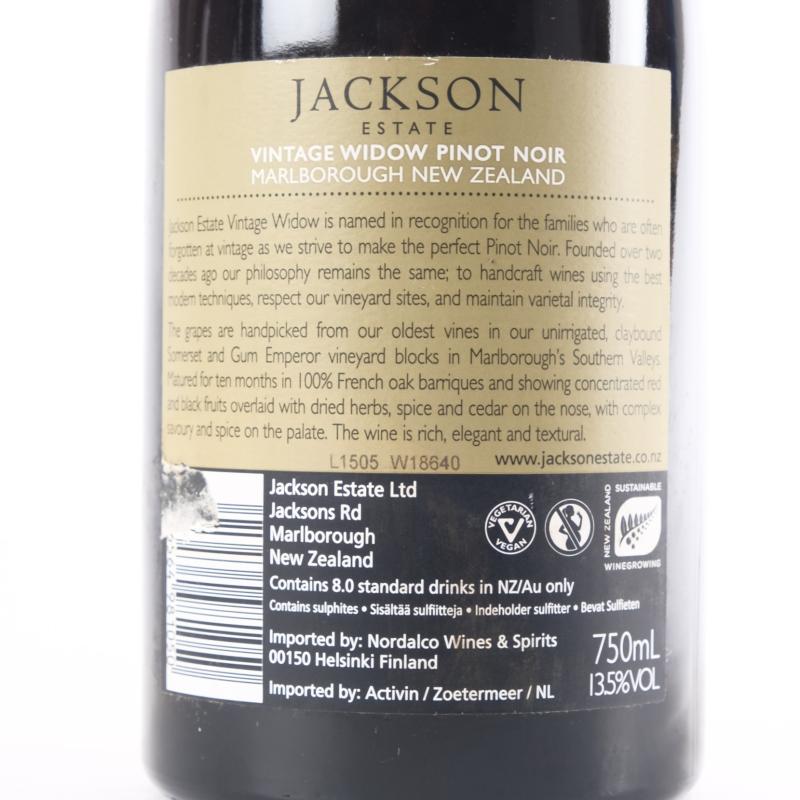 JACKSON
ESTATE
VINTAGE WIDOW PINOT NOIR
MARLBOROUGH NEW ZEALAND
Jackson Estate Vintage Widow is named in recognition for the families who are often
forgotten at vintage as we strive to make the perfect Pinot Noir. Founded over two
decades ago our philosophy remains the same; to handcraft wines using the best
modern techniques, respect our vineyard sites, and maintain varietal integrity.
The grapes are handpicked from our oldest vines in our unirrigated, claybound
Somerset and Gum Emperor vineyard blocks in Marlborough's Southern Valleys.
Matured for ten months in 100% French oak barriques and showing concentrated red
and black fruits overlaid with dried herbs, spice and cedar on the nose, with complex
savoury and spice on the palate. The wine is rich, elegant and textural.
L1505 W18640
www.jacksonestate.co.nz
Jackson Estate Ltd
Jacksons Rd
Marlborough
New Zealand
VEGETARIAN
VEGAN
NEW ZEALAND
SUSTAINABLE
WINEGROWING
Contains 8.0 standard drinks in NZ/Au only
Contains sulphites • Sisältää sulfiitteja • Indeholder sulfitter • Bevat Sulfieten
Imported by: Nordalco Wines & Spirits
00150 Helsinki Finland
Imported by: Activin / Zoetermeer / NL
750mL
13.5%VOL